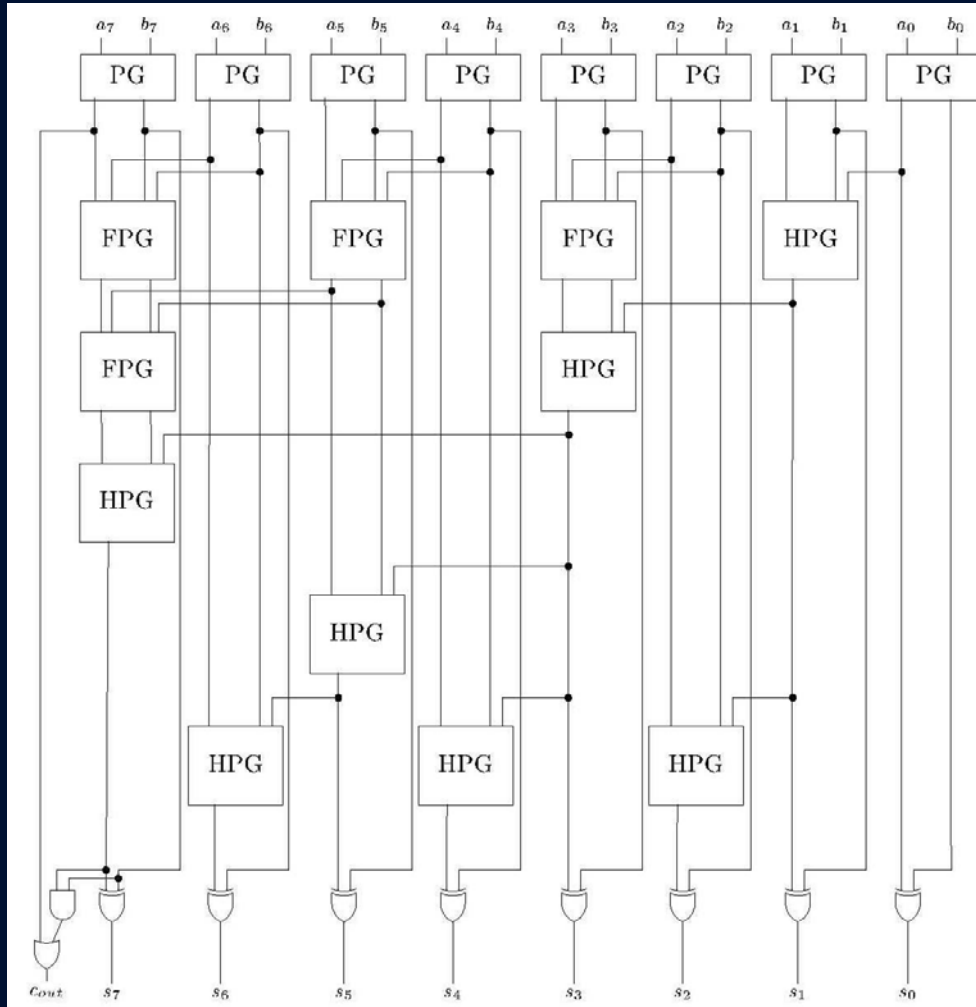 a₇ b₇ a₆ b₆ a₅ b₅ a₄ b₄ a₃ b₃ a₂ b₂ a₁ b₁ a₀ b₀
PG PG PG PG PG PG PG PG
FPG FPG FPG HPG
FPG HPG
HPG
HPG
HPG HPG HPG
cout s₇ s₆ s₅ s₄ s₃ s₂ s₁ s₀